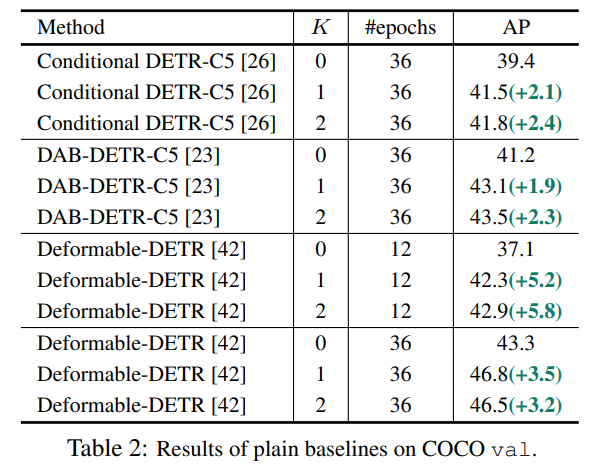 Method K #epochs AP
Conditional DETR-C5 [26] 0 36 39.4
Conditional DETR-C5 [26] 1 36 41.5(+2.1)
Conditional DETR-C5 [26] 2 36 41.8(+2.4)
DAB-DETR-C5 [23] 0 36 41.2
DAB-DETR-C5 [23] 1 36 43.1(+1.9)
DAB-DETR-C5 [23] 2 36 43.5(+2.3)
Deformable-DETR [42] 0 12 37.1
Deformable-DETR [42] 1 12 42.3(+5.2)
Deformable-DETR [42] 2 12 42.9(+5.8)
Deformable-DETR [42] 0 36 43.3
Deformable-DETR [42] 1 36 46.8(+3.5)
Deformable-DETR [42] 2 36 46.5(+3.2)
Table 2: Results of plain baselines on COCO val.